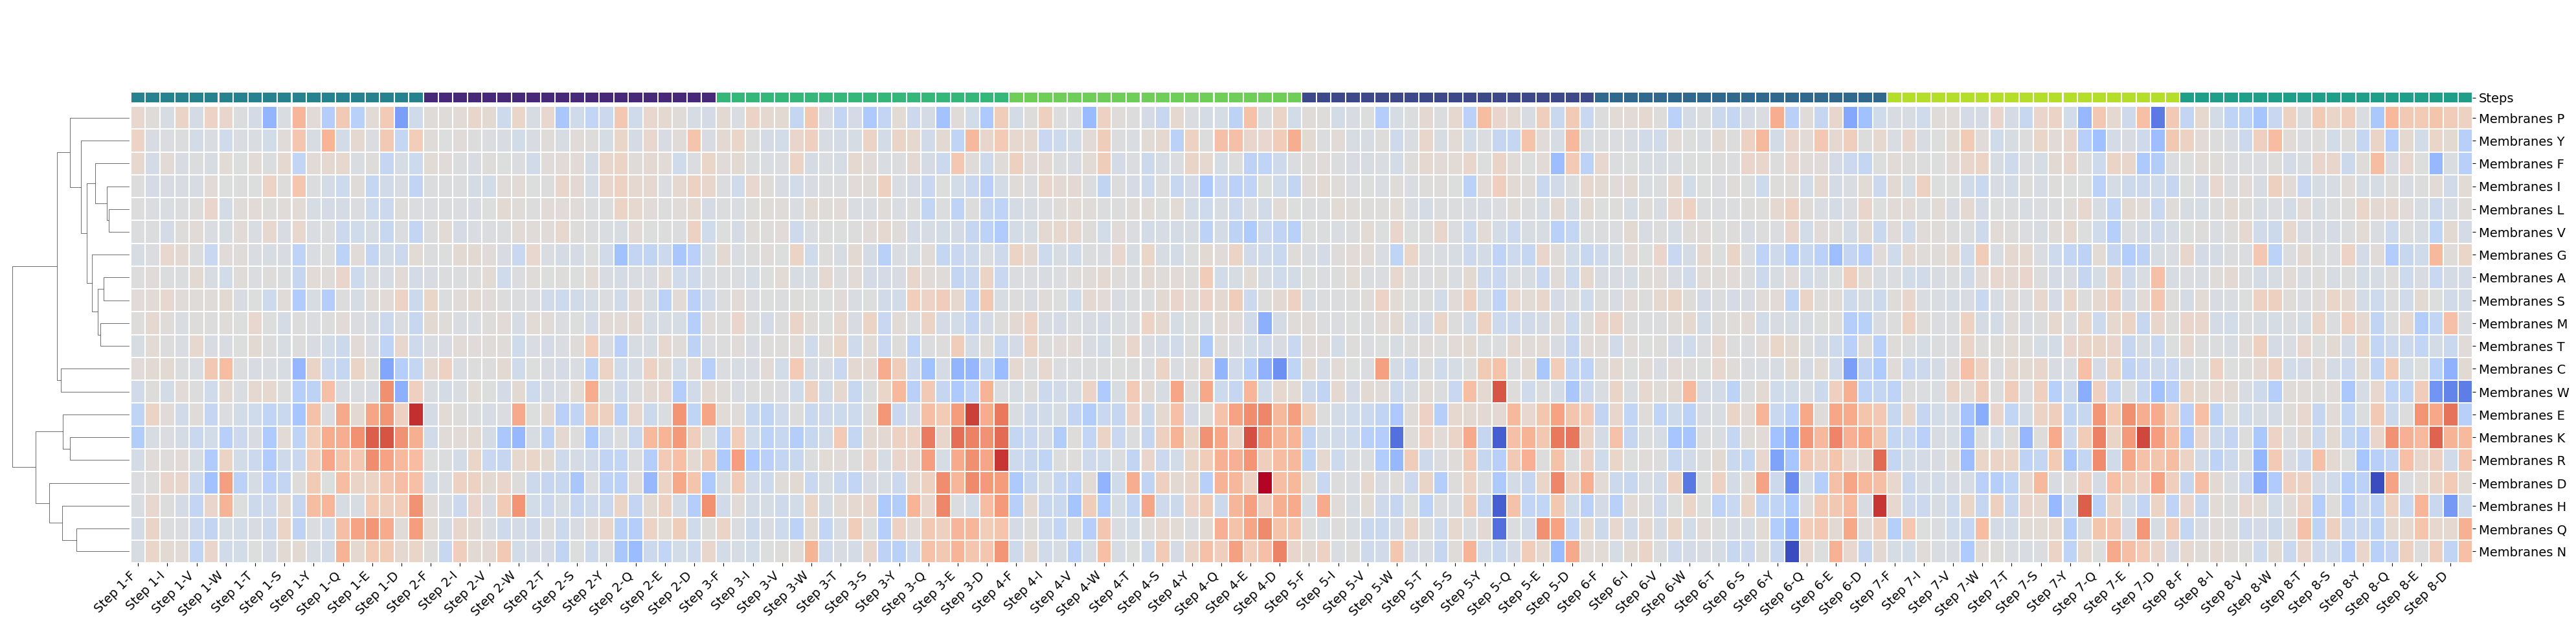 Steps
Membranes P
Membranes Y
Membranes F
Membranes I
Membranes L
Membranes V
Membranes G
Membranes A
Membranes S
Membranes M
Membranes T
Membranes C
Membranes W
Membranes E
Membranes K
Membranes R
Membranes D
Membranes H
Membranes Q
Membranes N
Step 1-F
Step 1-I
Step 1-V
Step 1-W
Step 1-T
Step 1-S
Step 1-Y
Step 1-Q
Step 1-E
Step 1-D
Step 2-F
Step 2-I
Step 2-V
Step 2-W
Step 2-T
Step 2-S
Step 2-Y
Step 2-Q
Step 2-E
Step 2-D
Step 3-F
Step 3-I
Step 3-V
Step 3-W
Step 3-T
Step 3-S
Step 3-Y
Step 3-Q
Step 3-E
Step 3-D
Step 4-F
Step 4-I
Step 4-V
Step 4-W
Step 4-T
Step 4-S
Step 4-Y
Step 4-Q
Step 4-E
Step 4-D
Step 5-F
Step 5-I
Step 5-V
Step 5-W
Step 5-T
Step 5-S
Step 5-Y
Step 5-Q
Step 5-E
Step 5-D
Step 6-F
Step 6-I
Step 6-V
Step 6-W
Step 6-T
Step 6-S
Step 6-Y
Step 6-Q
Step 6-E
Step 6-D
Step 7-F
Step 7-I
Step 7-V
Step 7-W
Step 7-T
Step 7-S
Step 7-Y
Step 7-Q
Step 7-E
Step 7-D
Step 8-F
Step 8-I
Step 8-V
Step 8-W
Step 8-T
Step 8-S
Step 8-Y
Step 8-Q
Step 8-E
Step 8-D